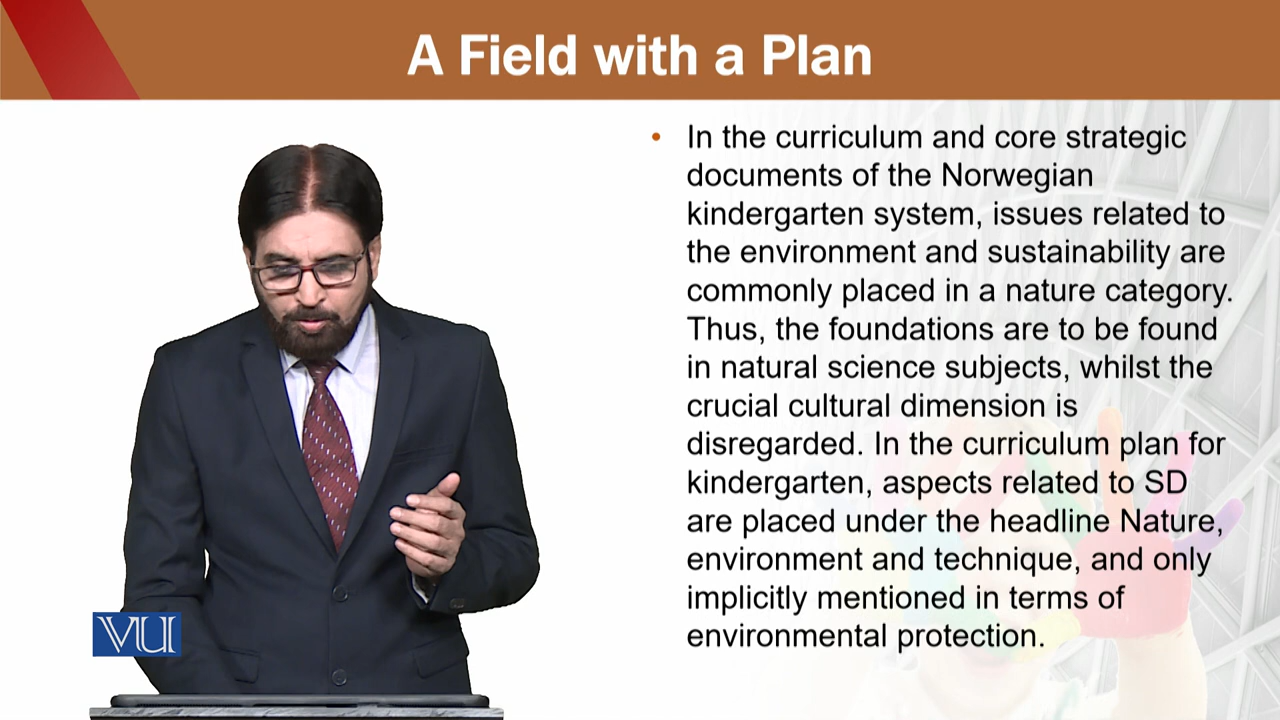 A Field with a Plan
• In the curriculum and core strategic
documents of the Norwegian
kindergarten system, issues related to
the environment and sustainability are
commonly placed in a nature category.
Thus, the foundations are to be found
in natural science subjects, whilst the
crucial cultural dimension is
disregarded. In the curriculum plan for
kindergarten, aspects related to SD
are placed under the headline Nature,
environment and technique, and only
implicitly mentioned in terms of
environmental protection.
VU